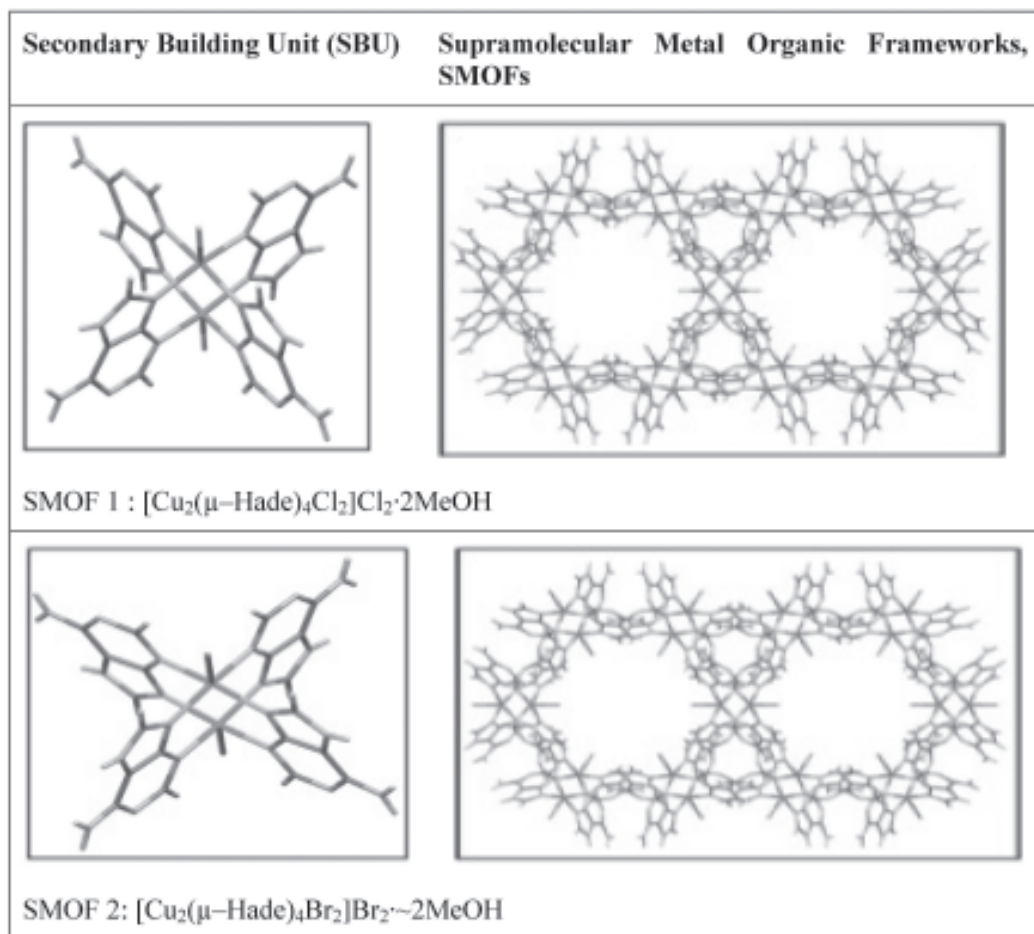 Secondary Building Unit (SBU)
Supramolecular Metal Organic Frameworks,
SMOFs
SMOF 1 : [Cu₂(μ–Hade)₄Cl₂]Cl₂·2MeOH
SMOF 2: [Cu₂(μ–Hade)₄Br₂]Br₂·~2MeOH